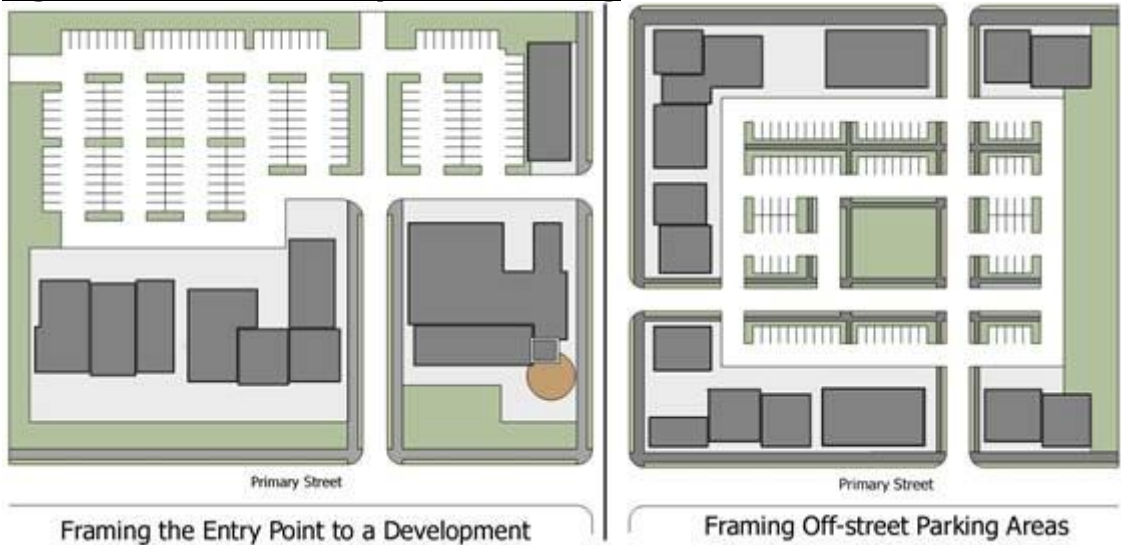 Primary Street
Framing the Entry Point to a Development
Primary Street
Framing Off-street Parking Areas